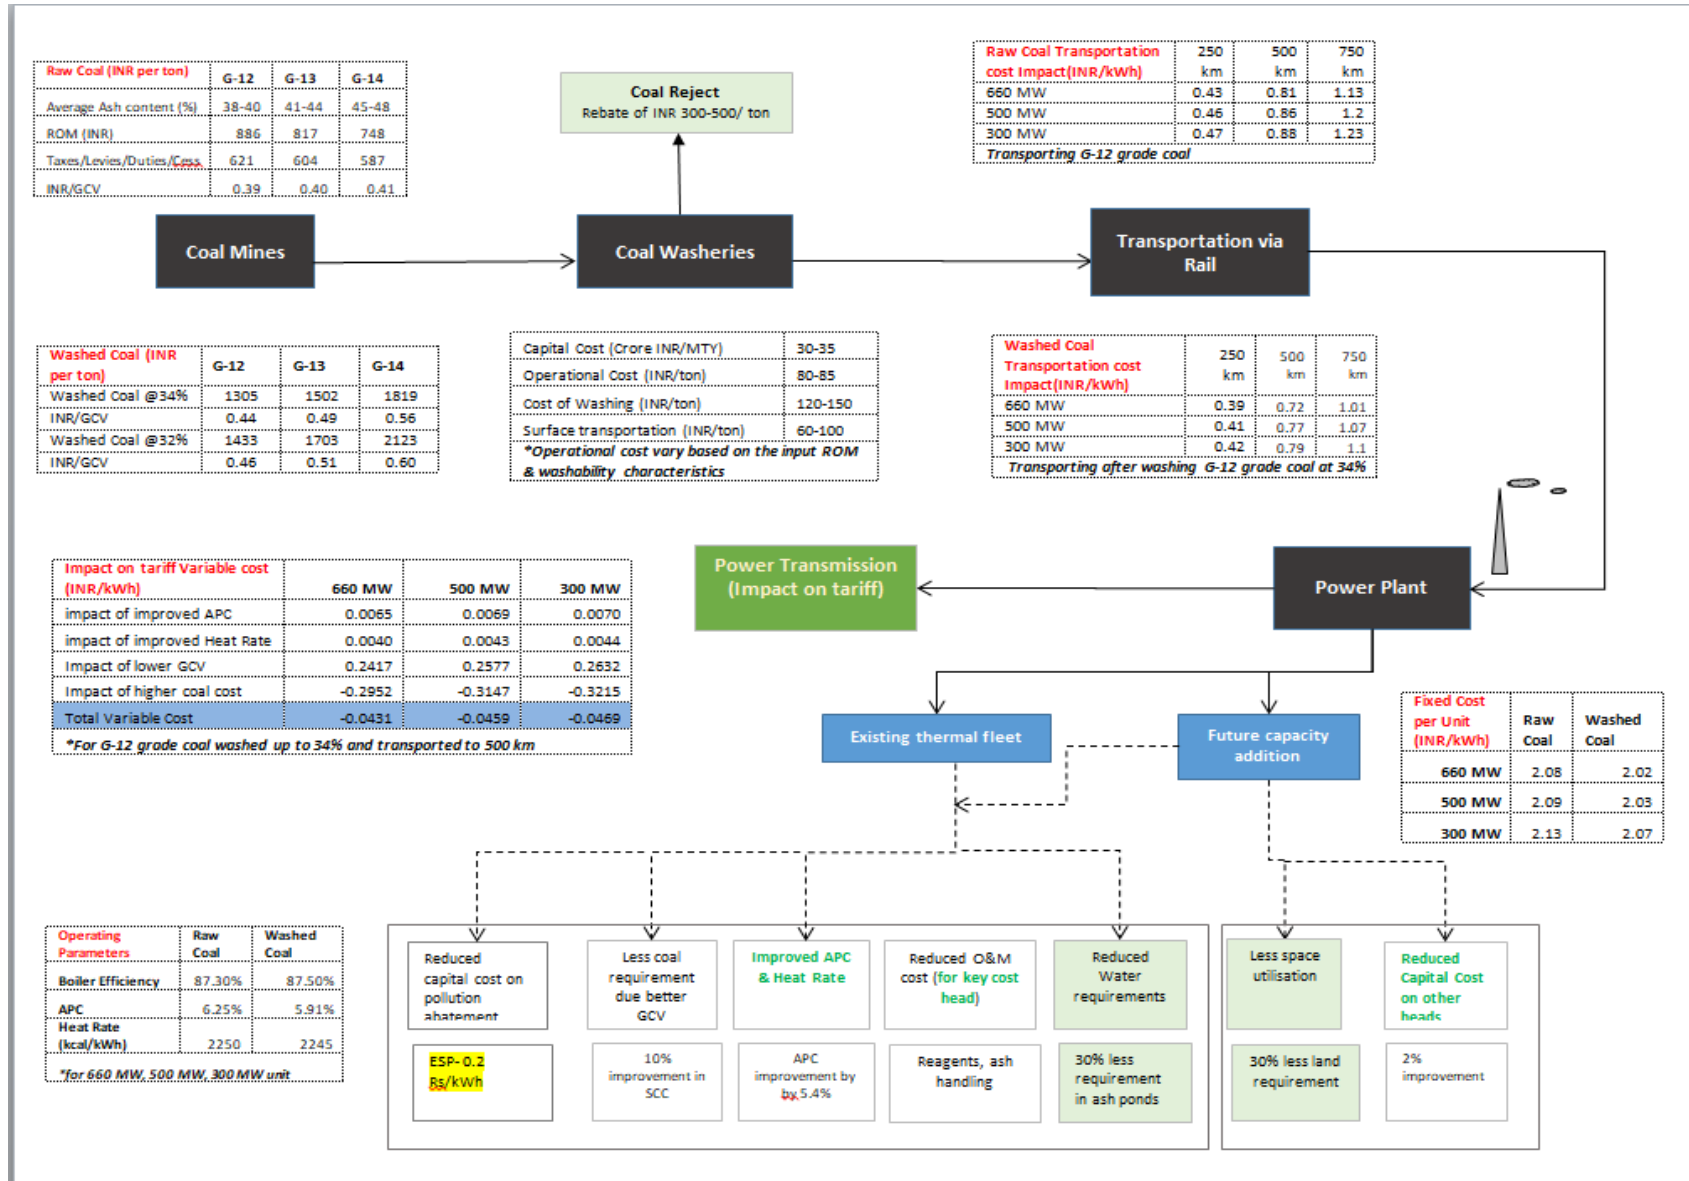 Raw Coal (INR per ton) G-12 G-13 G-14
Average Ash content (%) 38-40 41-44 45-48
ROM (INR) 886 817 748
Taxes/Levies/Duties/Cess 621 604 587
INR/GCV 0.39 0.40 0.41
Coal Reject
Rebate of INR 300-500/ ton
Raw Coal Transportation
cost Impact(INR/kWh)
250
km
500
km
750
km
660 MW 0.43 0.81 1.13
500 MW 0.46 0.86 1.2
300 MW 0.47 0.88 1.23
Transporting G-12 grade coal
Coal Mines
Coal Washeries
Transportation via
Rail
Washed Coal (INR
per ton)
G-12 G-13 G-14
Washed Coal @34% 1305 1502 1819
INR/GCV 0.44 0.49 0.56
Washed Coal @32% 1433 1703 2123
INR/GCV 0.46 0.51 0.60
Capital Cost (Crore INR/MTY) 30-35
Operational Cost (INR/ton) 80-85
Cost of Washing (INR/ton) 120-150
Surface transportation (INR/ton) 60-100
*Operational cost vary based on the input ROM
& washability characteristics
Washed Coal
Transportation cost
Impact(INR/kWh)
250
km
500
km
750
km
660 MW 0.39 0.72 1.01
500 MW 0.41 0.77 1.07
300 MW 0.42 0.79 1.1
Transporting after washing G-12 grade coal at 34%
Impact on tariff Variable cost
(INR/kWh)
660 MW 500 MW 300 MW
impact of improved APC 0.0065 0.0069 0.0070
impact of improved Heat Rate 0.0040 0.0043 0.0044
Impact of lower GCV 0.2417 0.2577 0.2632
Impact of higher coal cost -0.2952 -0.3147 -0.3215
Total Variable Cost -0.0431 -0.0459 -0.0469
*For G-12 grade coal washed up to 34% and transported to 500 km
Power Transmission
(Impact on tariff)
Power Plant
Existing thermal fleet
Future capacity
addition
Fixed Cost
per Unit
(INR/kWh)
Raw
Coal
Washed
Coal
660 MW 2.08 2.02
500 MW 2.09 2.03
300 MW 2.13 2.07
Operating
Parameters
Raw
Coal
Washed
Coal
Boiler Efficiency 87.30% 87.50%
APC 6.25% 5.91%
Heat Rate
(kcal/kWh) 2250 2245
*for 660 MW, 500 MW, 300 MW unit
Reduced
capital cost on
pollution
abatement
Less coal
requirement
due better
GCV
Improved APC
& Heat Rate
Reduced O&M
cost (for key cost
head)
Reduced
Water
requirements
Less space
utilisation
Reduced
Capital Cost
on other
heads
ESP- 0.2
Rs/kWh
10%
improvement in
SCC
APC
improvement by
by 5.4%
Reagents, ash
handling
30% less
requirement
in ash ponds
30% less land
requirement
2%
improvement